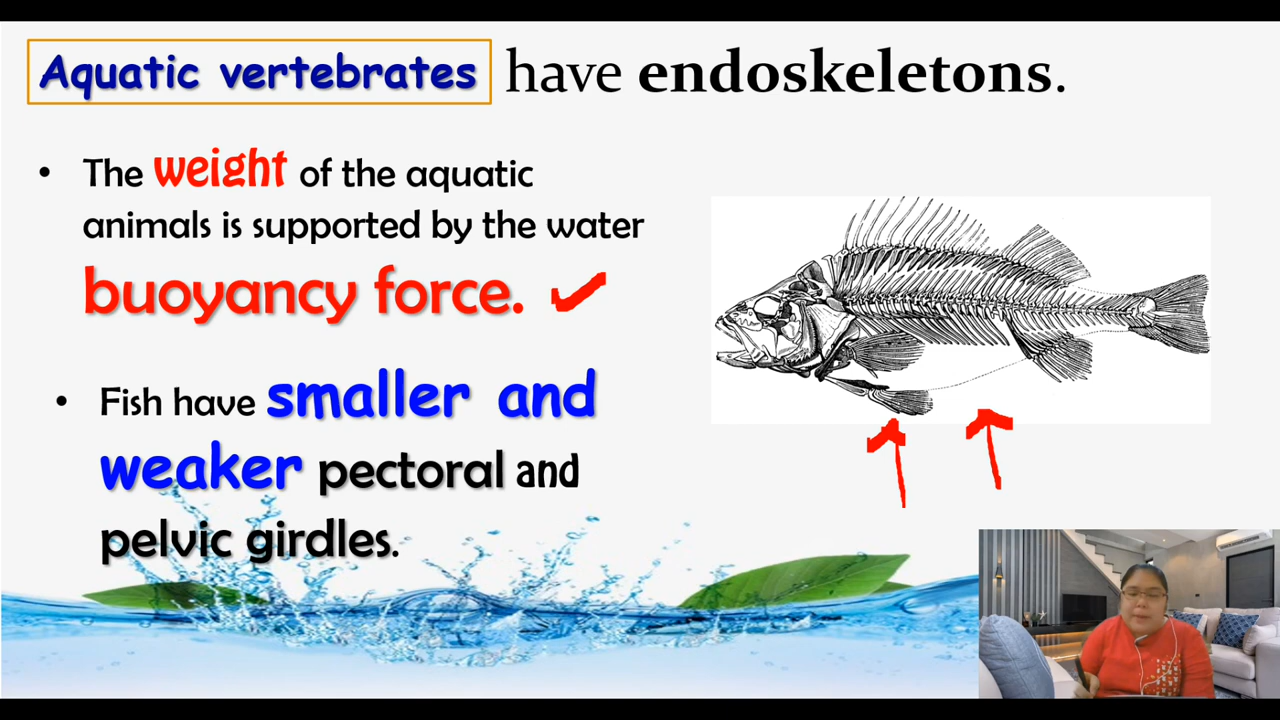 Aquatic vertebrates have endoskeletons.
• The weight of the aquatic
animals is supported by the water
buoyancy force.
• Fish have smaller and
weaker pectoral and
pelvic girdles.